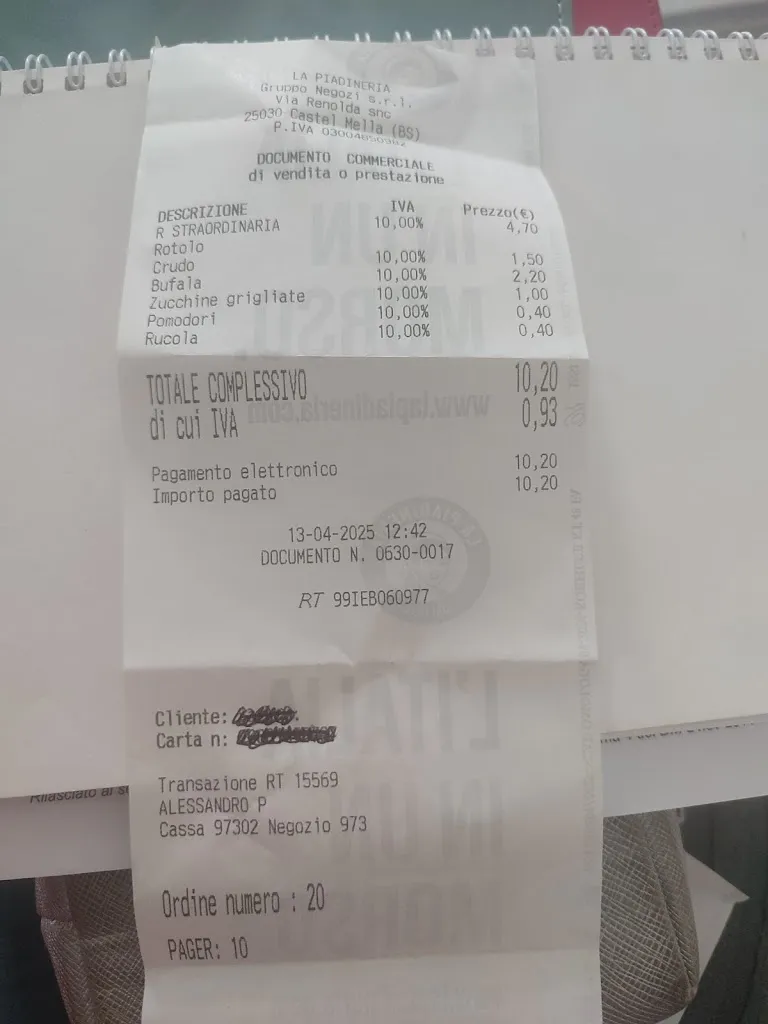 LA PIADINERIA
Gruppo Negozi s.r.l.
Via Renolda snc
25030 Castel Mella (BS)
P.IVA
DOCUMENTO COMMERCIALE
di vendita o prestazione
DESCRIZIONE IVA Prezzo(€)
R STRAORDINARIA 10,00% 4,70
Rotolo
Crudo 10,00% 1,50
Bufala 10,00% 2,20
Zucchine grigliate 10,00% 1,00
Pomodori 10,00% 0,40
Rucola 10,00% 0,40
TOTALE COMPLESSIVO 10,20
di cui IVA 0,93
Pagamento elettronico 10,20
Importo pagato 10,20
13-04-2025 12:42
DOCUMENTO N. 0630-0017
RT 99IEB060977
Cliente:
Carta n:
Transazione RT 15569
ALESSANDRO P
Cassa 97302 Negozio 973
Ordine numero : 20
PAGER: 10
Rilasciato